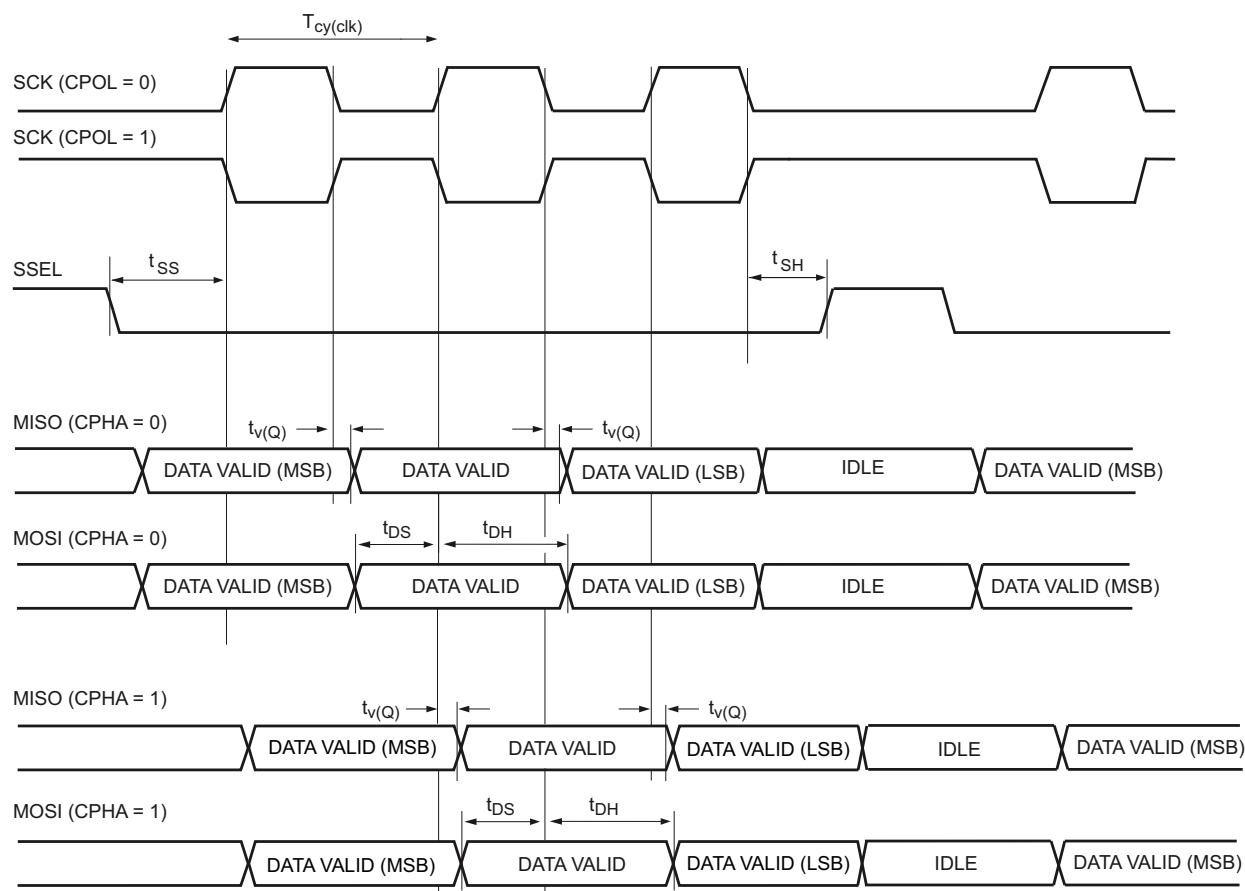 Tcy(clk)
SCK (CPOL = 0)
SCK (CPOL = 1)
SSEL
tSS
tSH
MISO (CPHA = 0)
tv(Q)
tv(Q)
DATA VALID (MSB)
DATA VALID
DATA VALID (LSB)
IDLE
DATA VALID (MSB)
MOSI (CPHA = 0)
tDS
tDH
DATA VALID (MSB)
DATA VALID
DATA VALID (LSB)
IDLE
DATA VALID (MSB)
MISO (CPHA = 1)
tv(Q)
tv(Q)
DATA VALID (MSB)
DATA VALID
DATA VALID (LSB)
IDLE
DATA VALID (MSB)
MOSI (CPHA = 1)
tDS
tDH
DATA VALID (MSB)
DATA VALID
DATA VALID (LSB)
IDLE
DATA VALID (MSB)